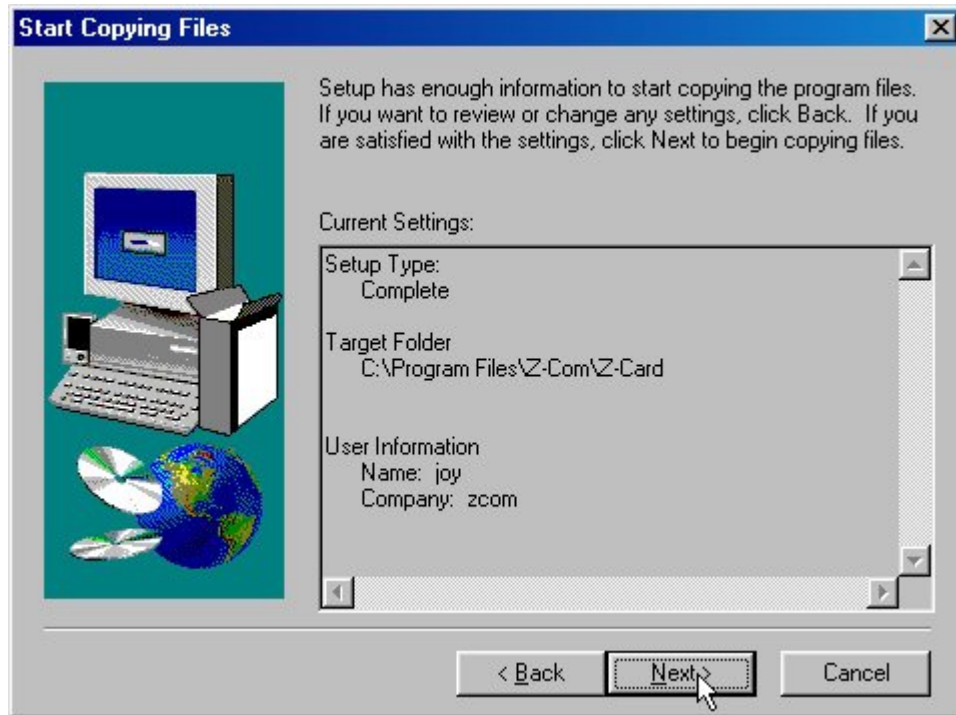 Start Copying Files
Setup has enough information to start copying the program files.
If you want to review or change any settings, click Back.  If you
are satisfied with the settings, click Next to begin copying files.
Current Settings:
Setup Type:
Complete
Target Folder
C:\Program Files\Z-Com\Z-Card
User Information
Name:  joy
Company:  zcom
< Back
Next >
Cancel